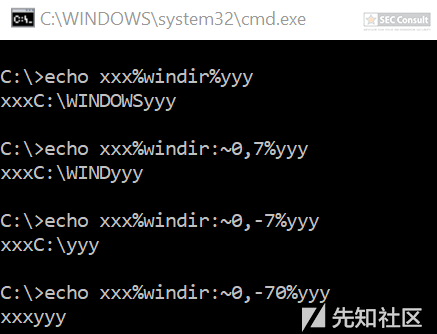 C:\WINDOWS\system32\cmd.exe
SEC Consult
C:\>echo xxx%windir%yyy
xxxC:\WINDOWSyyy
C:\>echo xxx%windir:~0,7%yyy
xxxC:\WINDyyy
C:\>echo xxx%windir:~0,-7%yyy
xxxC:\yyy
C:\>echo xxx%windir:~0,-70%yyy
xxxyyy
先知社区